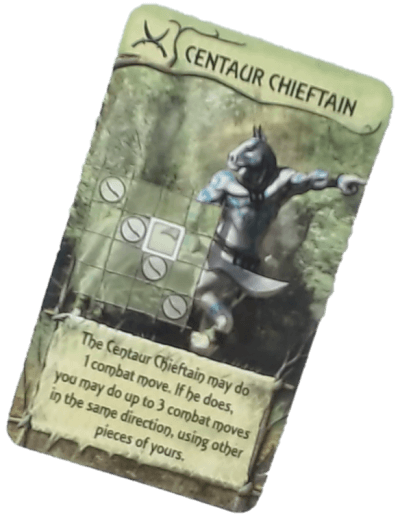 CENTAUR CHIEFTAIN
The Centaur Chieftain may do
1 combat move. If he does,
you may do up to 3 combat moves
in the same direction, using other
pieces of yours.